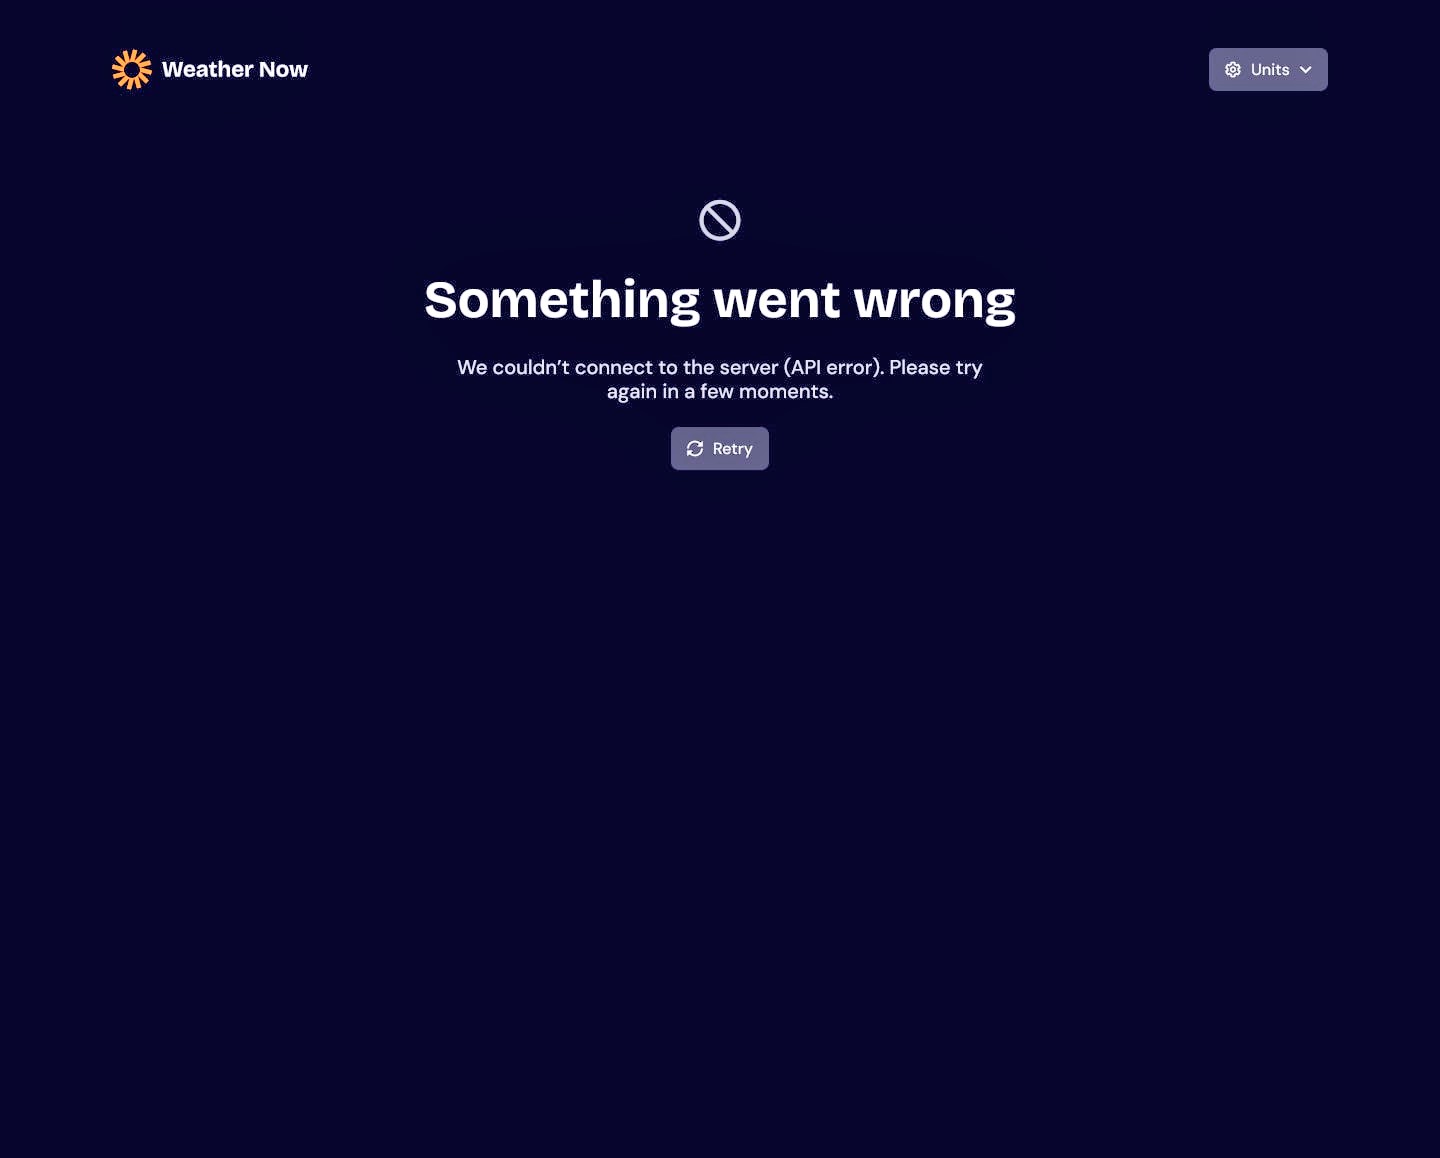 Weather Now
Units
Something went wrong
We couldn’t connect to the server (API error). Please try
again in a few moments.
Retry